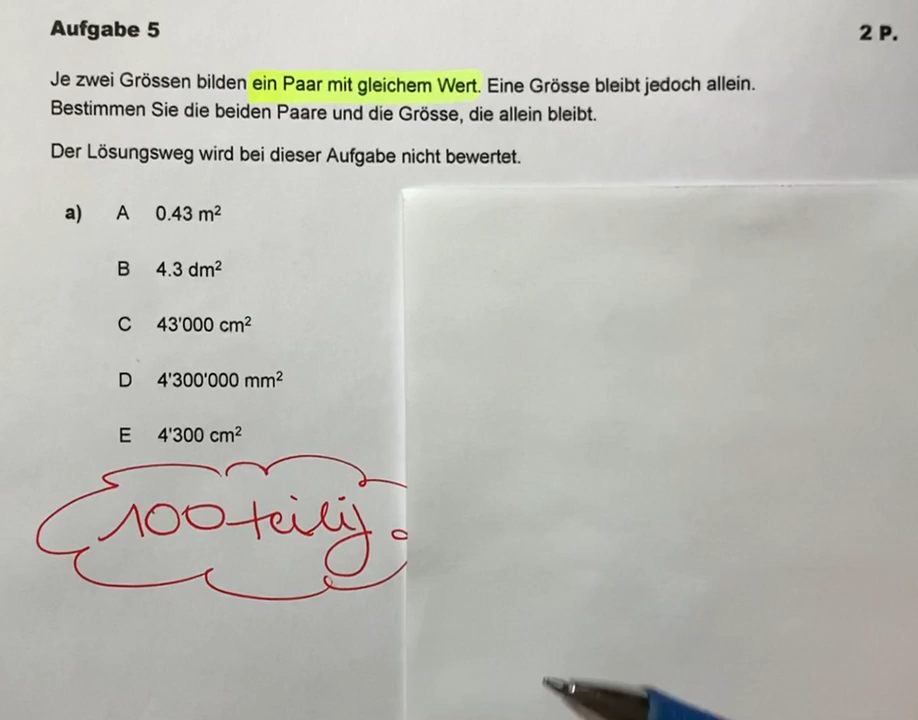 Aufgabe 5 2 P.
Je zwei Grössen bilden ein Paar mit gleichem Wert. Eine Grösse bleibt jedoch allein.
Bestimmen Sie die beiden Paare und die Grösse, die allein bleibt.
Der Lösungsweg wird bei dieser Aufgabe nicht bewertet.
a) A 0.43 m²
B 4.3 dm²
C 43'000 cm²
D 4'300'000 mm²
E 4'300 cm²
100teilig